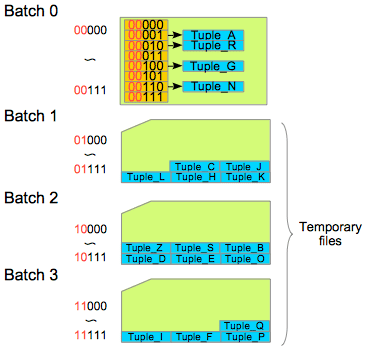 Batch 0
00000
~
00111
00000
00001
Tuple_A
00010
Tuple_R
00011
00100
Tuple_G
00101
00110
Tuple_N
00111
Batch 1
01000
~
01111
Tuple_C Tuple_J
Tuple_L Tuple_H Tuple_K
Batch 2
10000
~
10111
Tuple_Z Tuple_S Tuple_B
Tuple_D Tuple_E Tuple_O
Batch 3
11000
~
11111
Tuple_Q
Tuple_I Tuple_F Tuple_P
Temporary
files